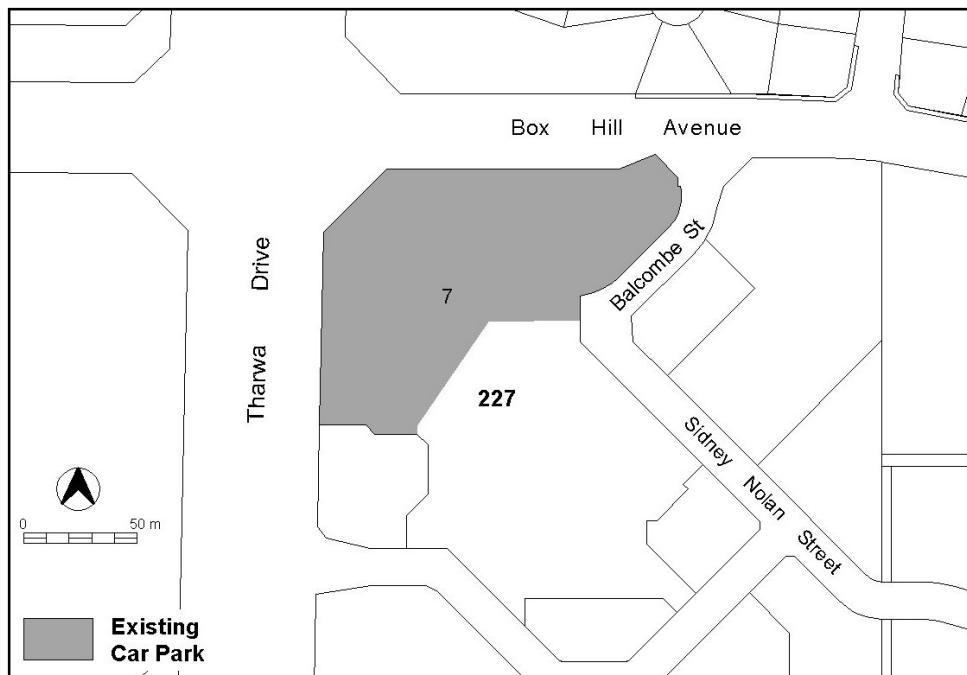 Box Hill Avenue
Balcombe St
Tharwa Drive
7
227
Sidney Nolan Street
0 50 m
Existing
Car Park